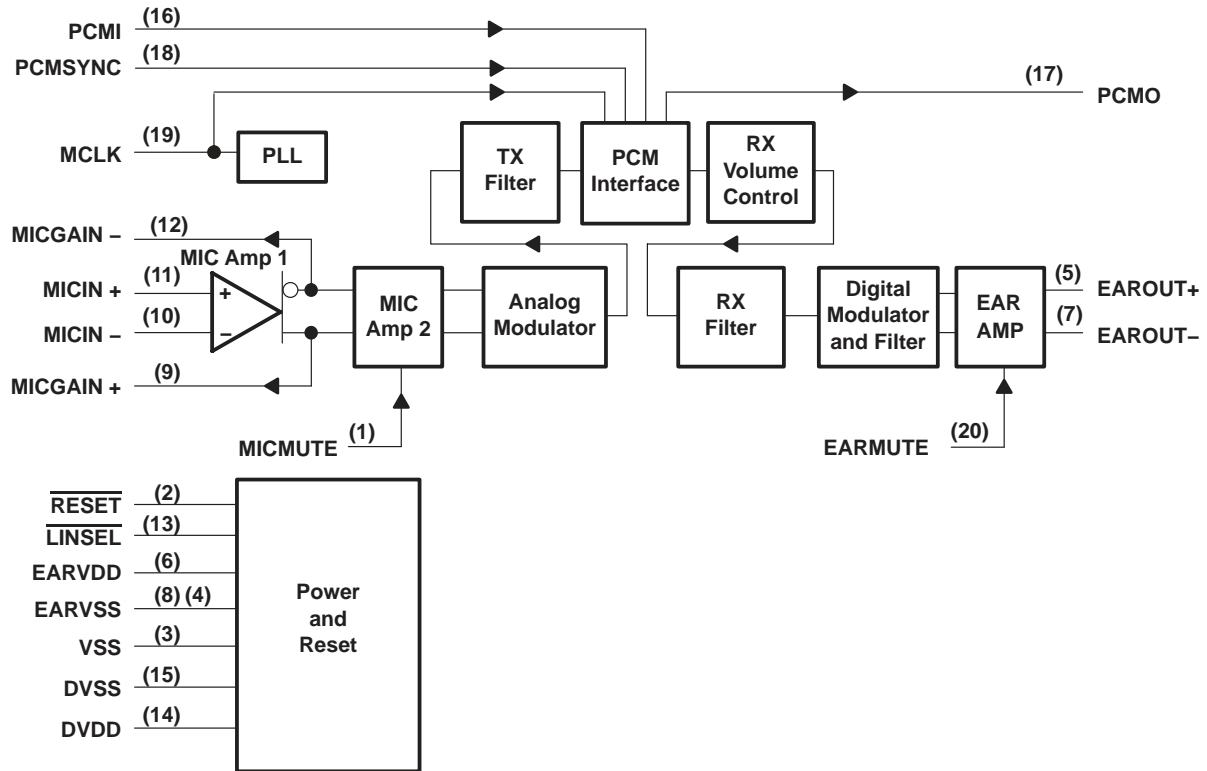 PCMI (16)
PCMSYNC (18)
(17)
PCMO
MCLK (19)
PLL
TX
Filter
PCM
Interface
RX
Volume
Control
MICGAIN − (12)
MIC Amp 1
MICIN + (11)
+
MICIN − (10)
−
MICGAIN + (9)
MIC
Amp 2
Analog
Modulator
RX
Filter
Digital
Modulator
and Filter
EAR
AMP
(5) EAROUT+
(7) EAROUT−
MICMUTE (1)
EARMUTE (20)
RESET (2)
LINSEL (13)
EARVDD (6)
EARVSS (8) (4)
VSS (3)
DVSS (15)
DVDD (14)
Power
and
Reset